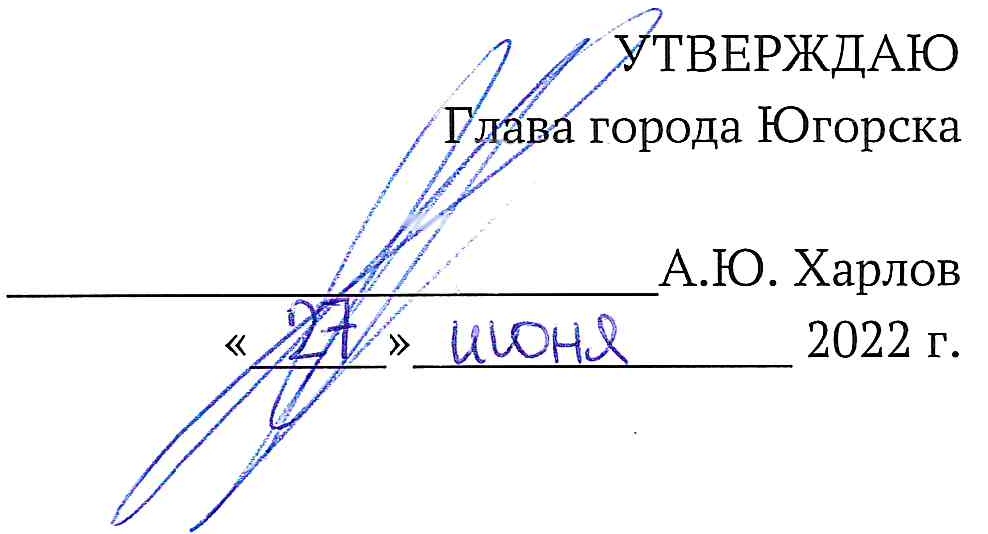 УТВЕРЖДАЮ
Глава города Югорска
А.Ю. Харлов
« 27 » июня 2022 г.